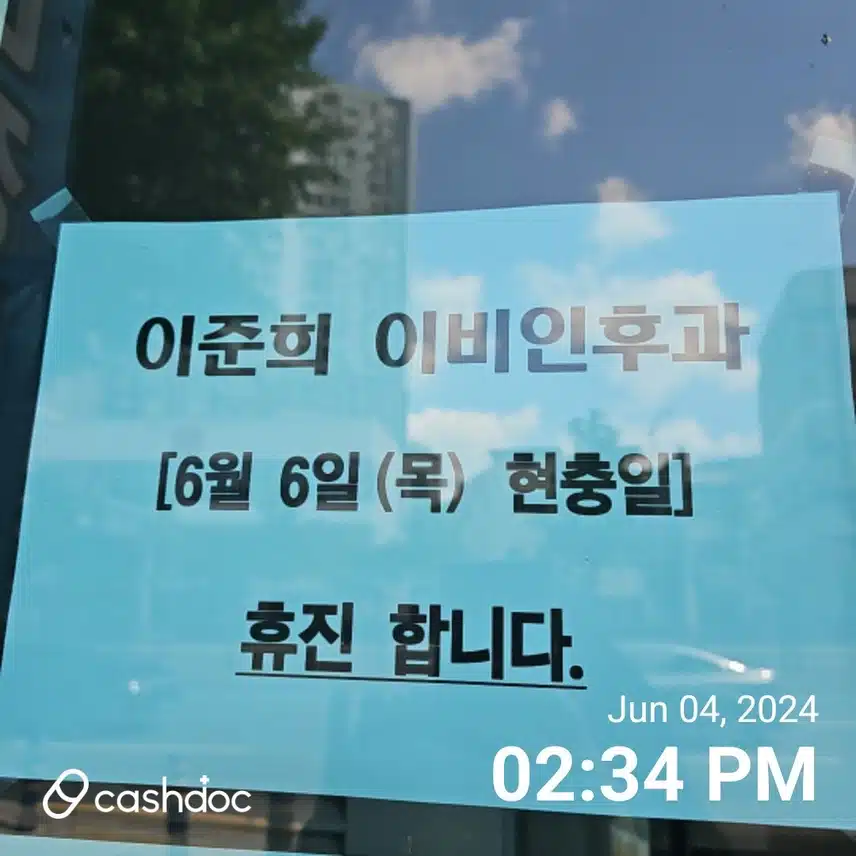 이준희 이비인후과
[6월 6일(목) 현충일]
휴진 합니다.
Jun 04, 2024
02:34 PM
cashdoc